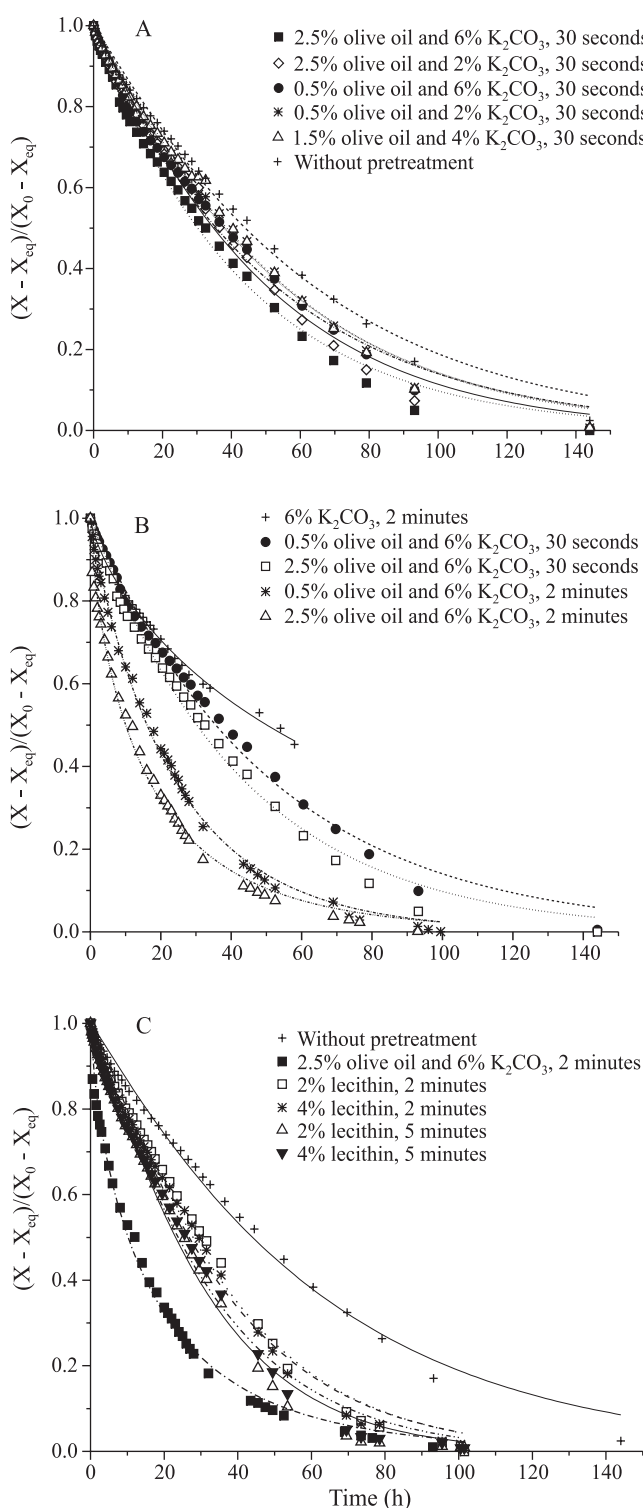 A
2.5% olive oil and 6% K₂CO₃, 30 seconds
2.5% olive oil and 2% K₂CO₃, 30 seconds
0.5% olive oil and 6% K₂CO₃, 30 seconds
0.5% olive oil and 2% K₂CO₃, 30 seconds
1.5% olive oil and 4% K₂CO₃, 30 seconds
Without pretreatment
(X - Xeq)/(X₀ - Xeq)
1.0
0.8
0.6
0.4
0.2
0.0
0 20 40 60 80 100 120 140
B
6% K₂CO₃, 2 minutes
0.5% olive oil and 6% K₂CO₃, 30 seconds
2.5% olive oil and 6% K₂CO₃, 30 seconds
0.5% olive oil and 6% K₂CO₃, 2 minutes
2.5% olive oil and 6% K₂CO₃, 2 minutes
(X - Xeq)/(X₀ - Xeq)
1.0
0.8
0.6
0.4
0.2
0.0
0 20 40 60 80 100 120 140
C
Without pretreatment
2.5% olive oil and 6% K₂CO₃, 2 minutes
2% lecithin, 2 minutes
4% lecithin, 2 minutes
2% lecithin, 5 minutes
4% lecithin, 5 minutes
(X - Xeq)/(X₀ - Xeq)
1.0
0.8
0.6
0.4
0.2
0.0
0 20 40 60 80 100 120 140
Time (h)